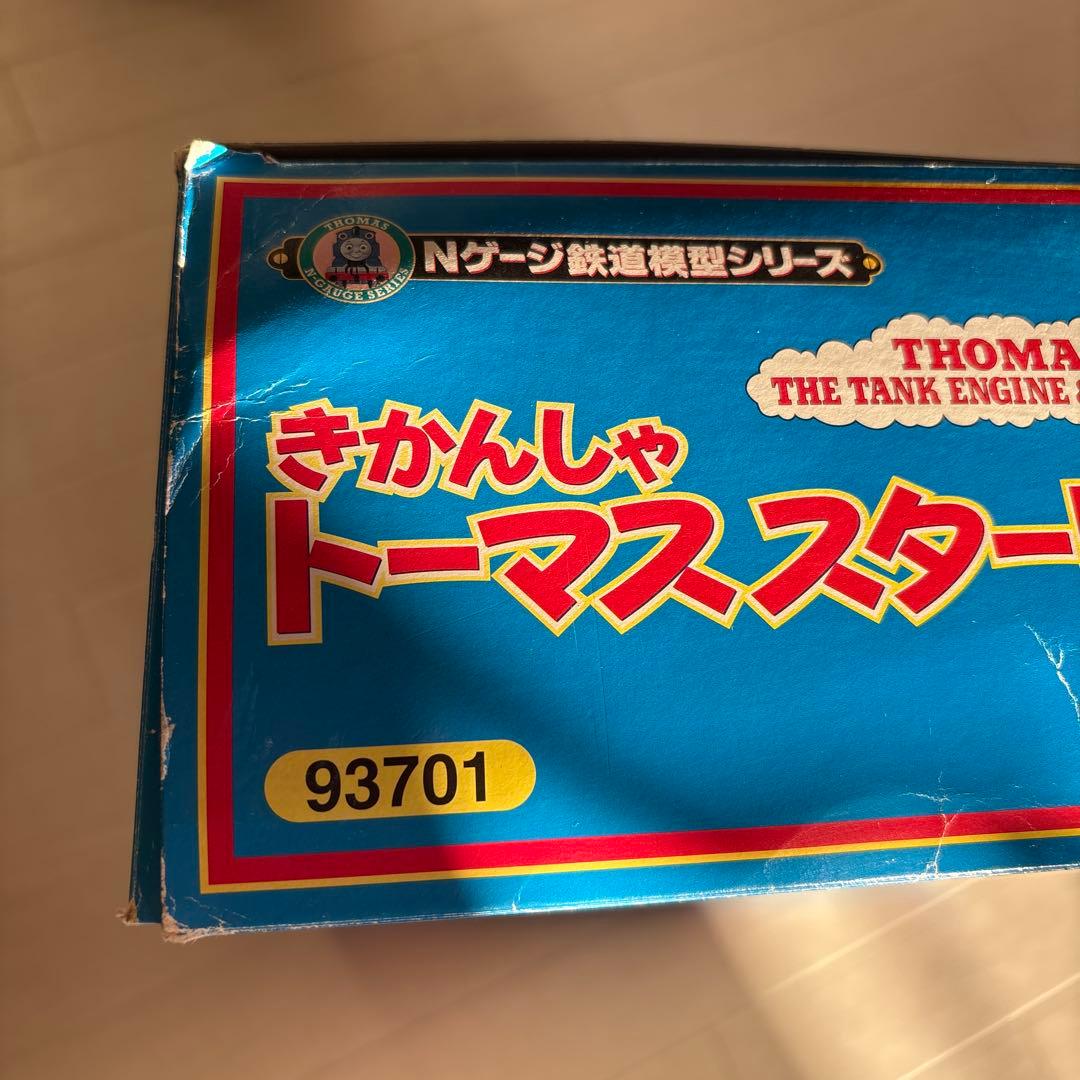 THOMAS
N-GAUGE SERIES
Nゲージ鉄道模型シリーズ
THOMA
THE TANK ENGINE &
きかんしゃ
トーマス スター
93701